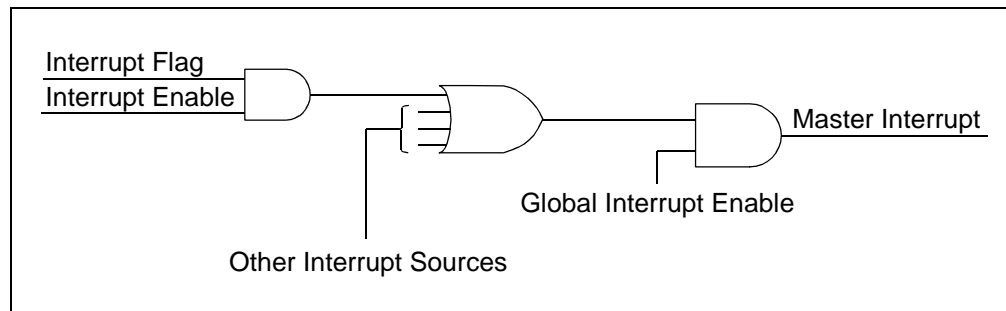 Interrupt Flag
Interrupt Enable
Master Interrupt
Global Interrupt Enable
Other Interrupt Sources